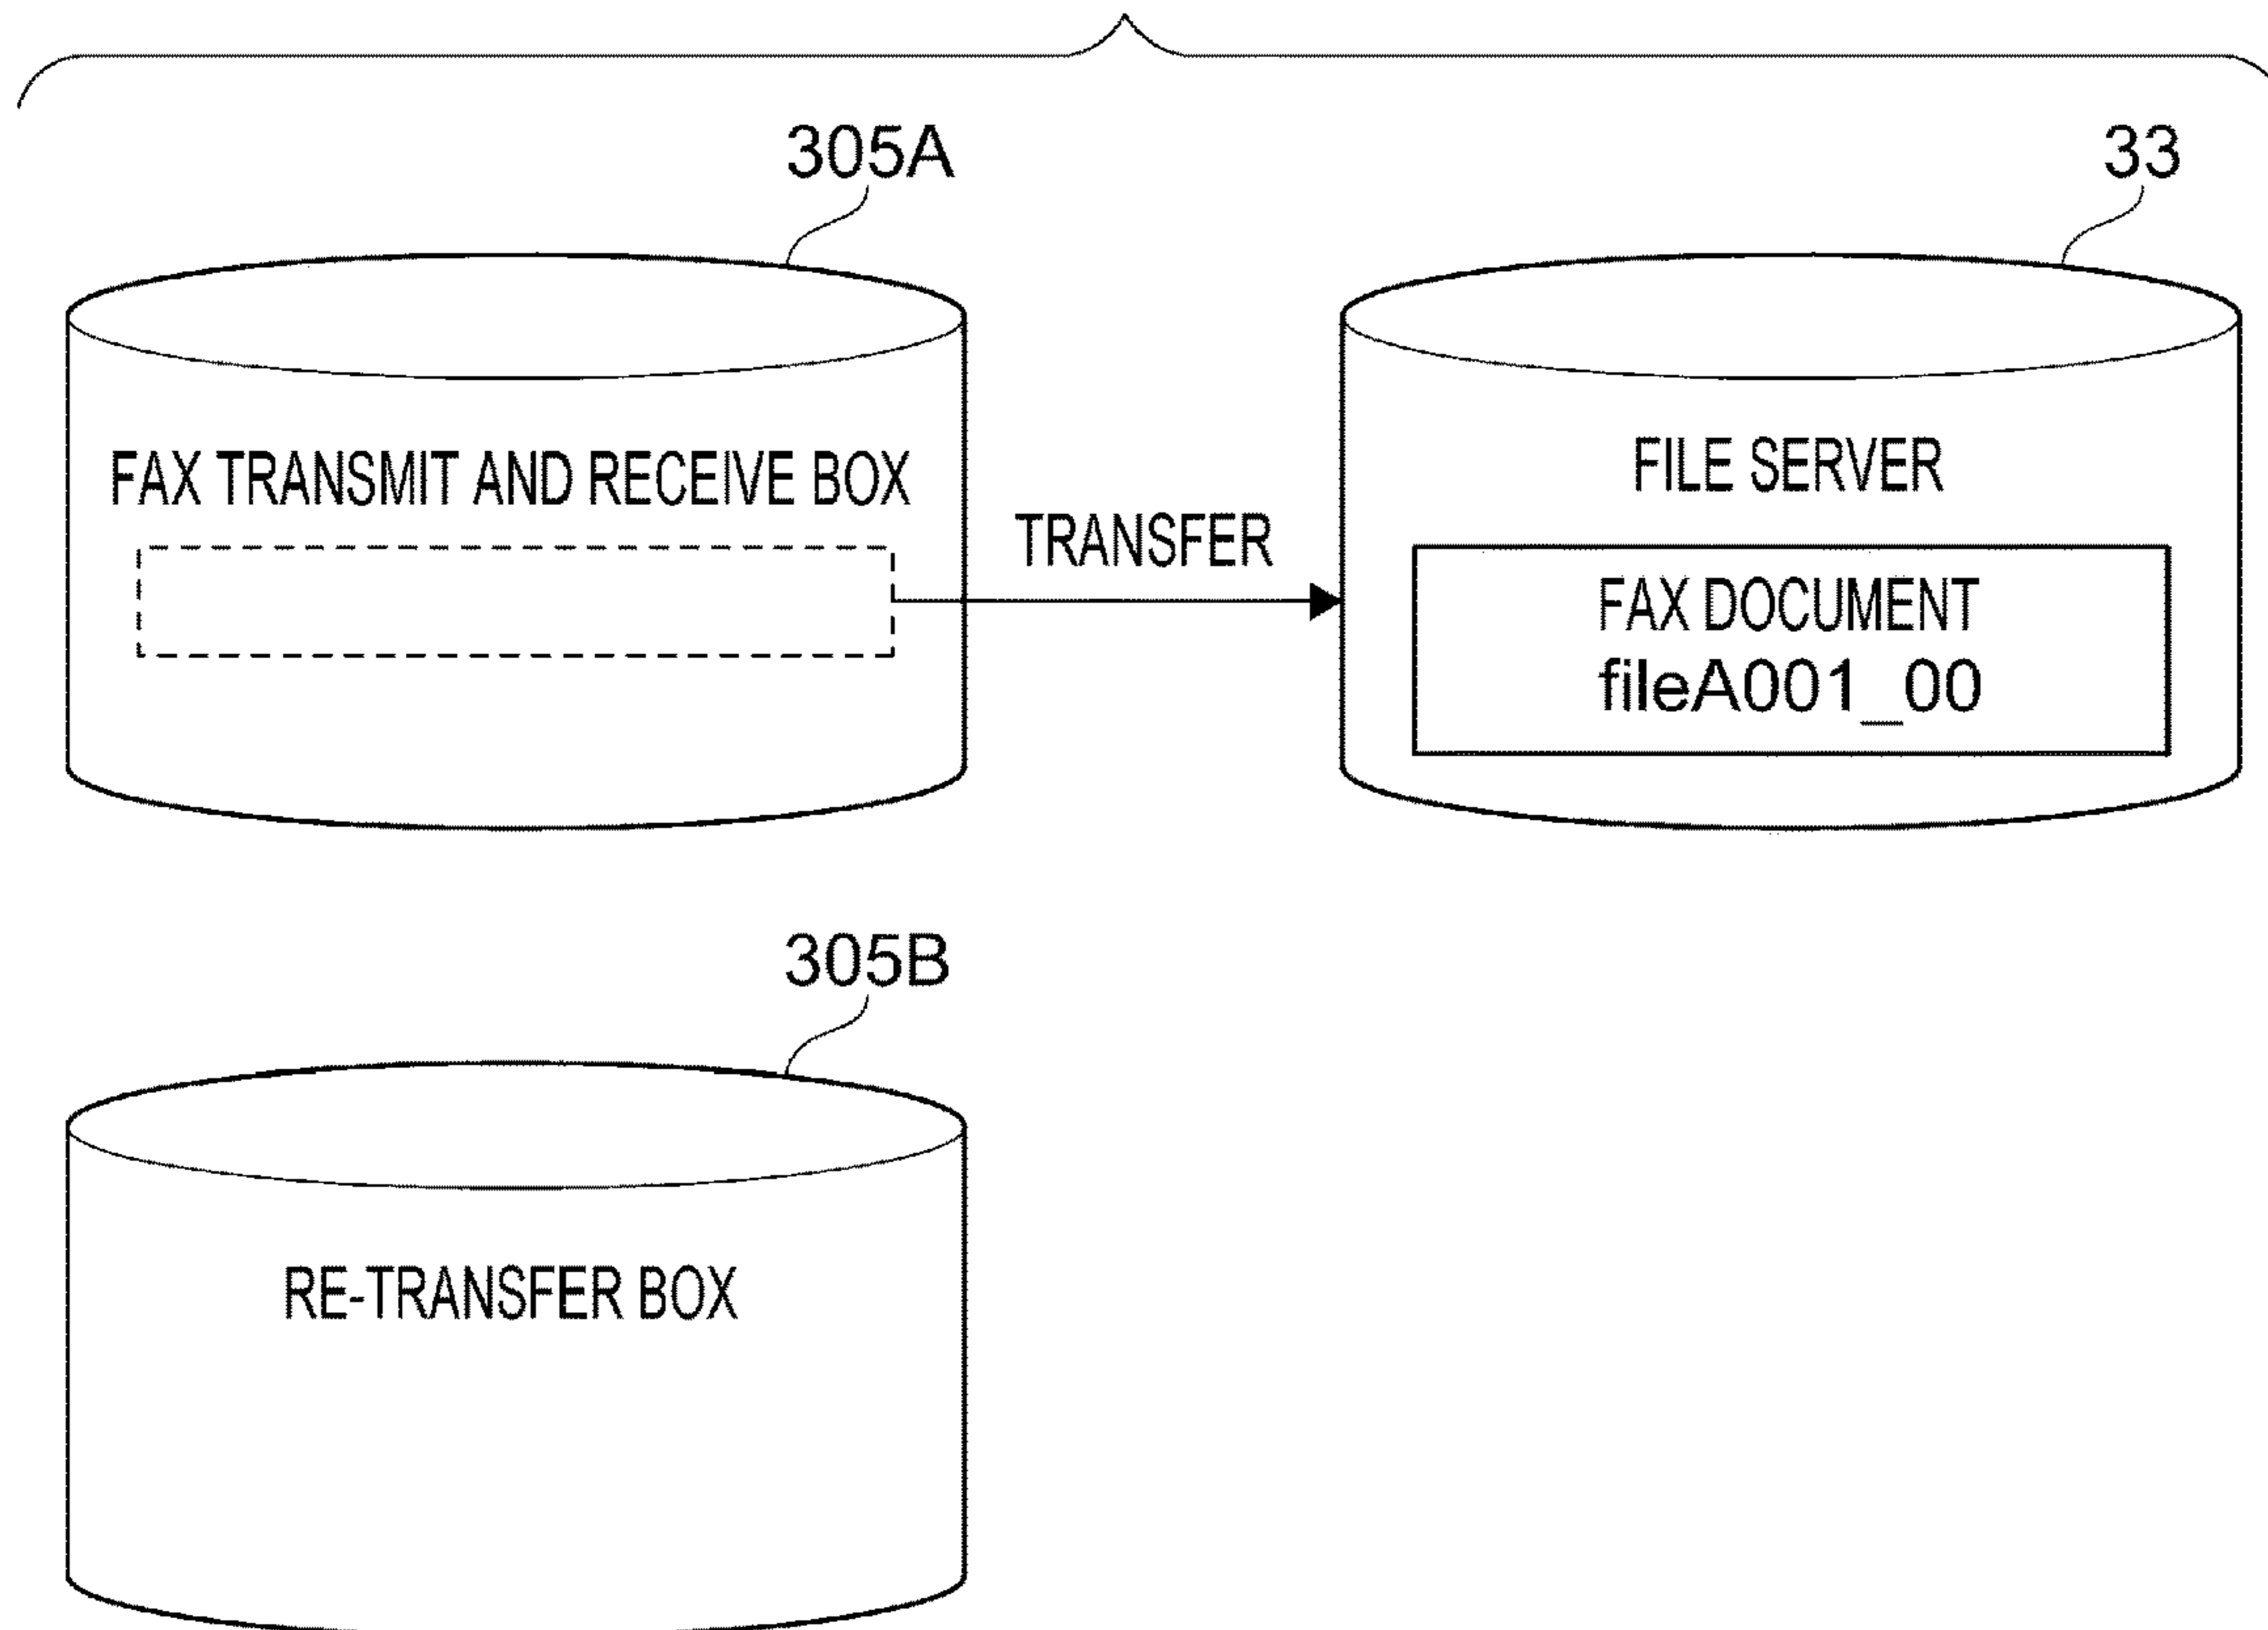 305A
33
FAX TRANSMIT AND RECEIVE BOX
FILE SERVER
TRANSFER
FAX DOCUMENT
fileA001_00
305B
RE-TRANSFER BOX